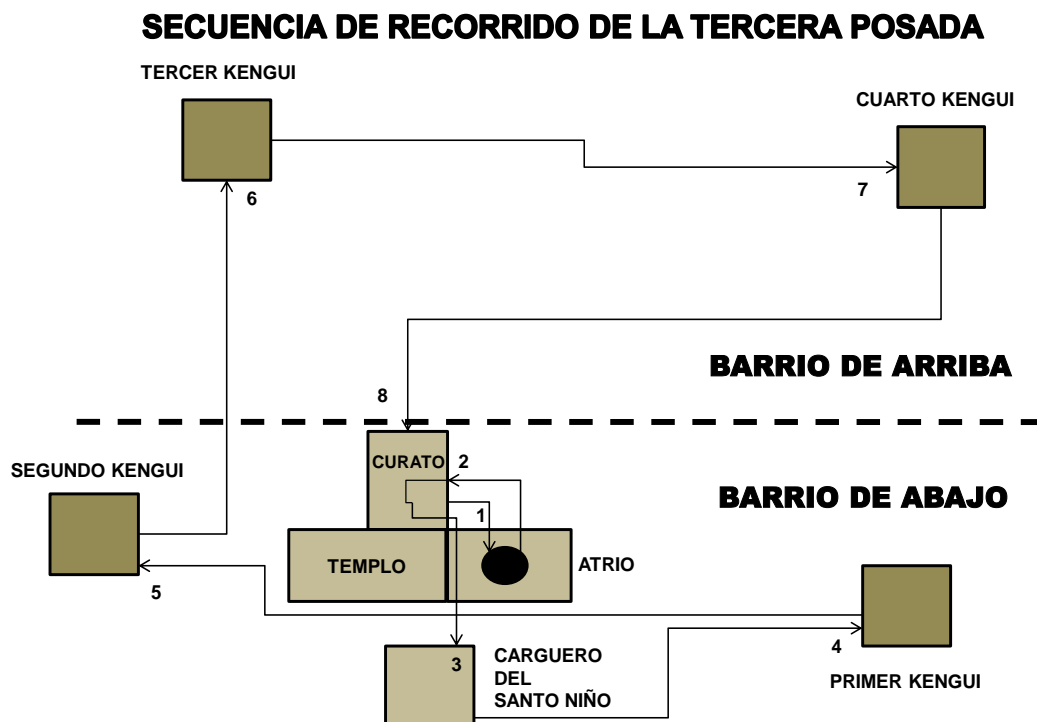 SECUENCIA DE RECORRIDO DE LA TERCERA POSADA
TERCER KENGUI
CUARTO KENGUI
6
7
BARRIO DE ARRIBA
8
SEGUNDO KENGUI
CURATO
2
BARRIO DE ABAJO
1
TEMPLO
ATRIO
5
4
3
CARGUERO
DEL
SANTO NIÑO
PRIMER KENGUI